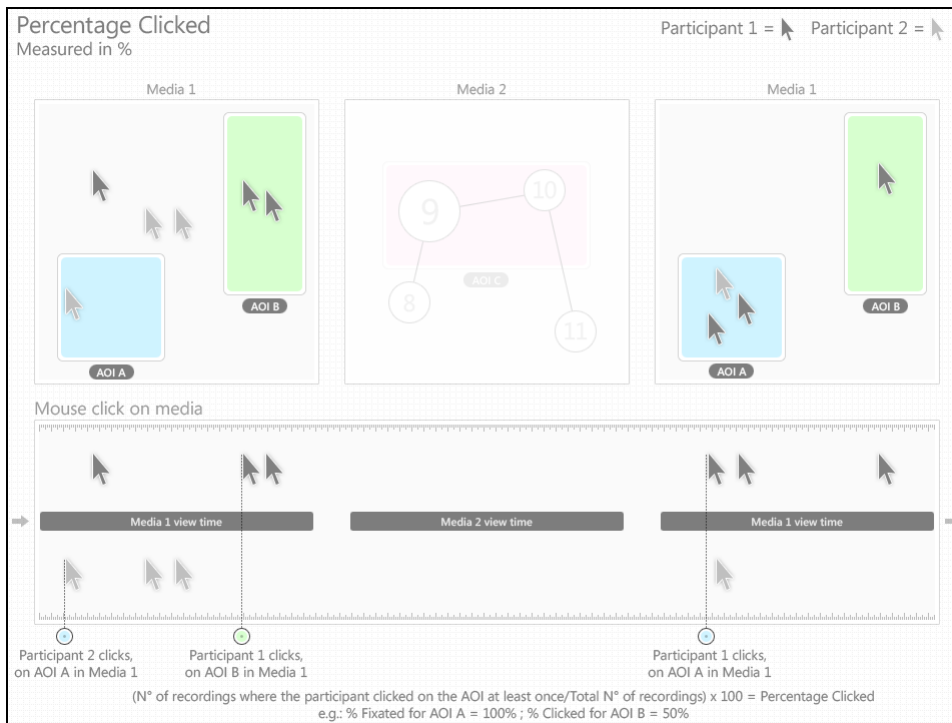 Percentage Clicked
Measured in %
Participant 1 = Participant 2 =
Media 1
Media 2
Media 1
9
10
8
11
AOI C
AOI B
AOI A
AOI B
AOI A
Mouse click on media
Media 1 view time
Media 2 view time
Media 1 view time
Participant 2 clicks,
on AOI A in Media 1
Participant 1 clicks,
on AOI B in Media 1
Participant 1 clicks,
on AOI A in Media 1
(N° of recordings where the participant clicked on the AOI at least once/Total N° of recordings) x 100 = Percentage Clicked
e.g.: % Fixated for AOI A = 100% ; % Clicked for AOI B = 50%